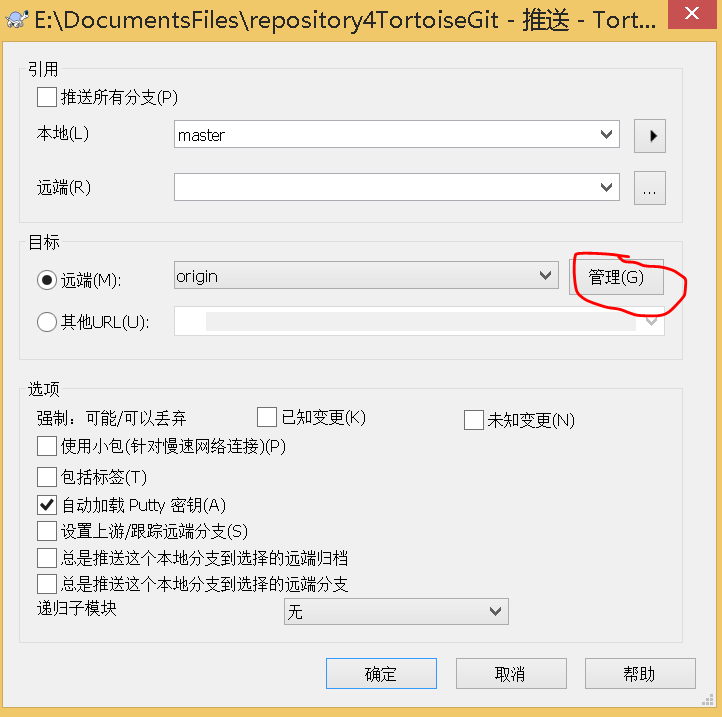 E:\DocumentsFiles\repository4TortoiseGit - 推送 - Tort...
引用
推送所有分支(P)
本地(L) master
远端(R) ...
目标
远端(M): origin 管理(G)
其他URL(U):
选项
强制：可能/可以丢弃 已知变更(K) 未知变更(N)
使用小包(针对慢速网络连接)(P)
包括标签(T)
自动加载 Putty 密钥(A)
设置上游/跟踪远端分支(S)
总是推送这个本地分支到选择的远端归档
总是推送这个本地分支到选择的远端分支
递归子模块 无
确定 取消 帮助